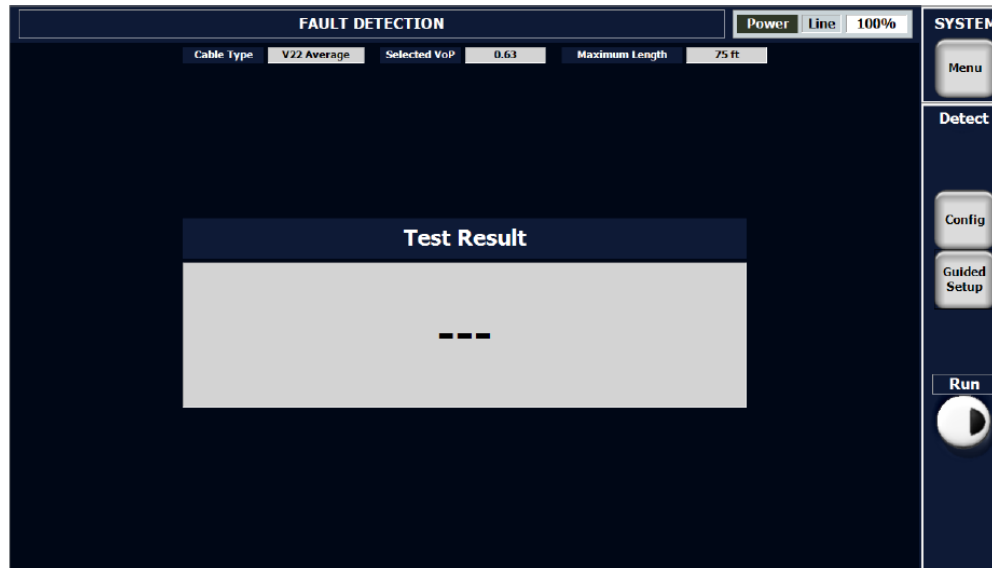 FAULT DETECTION
Power Line 100%
SYSTEM
Cable Type V22 Average Selected VoP 0.63 Maximum Length 75 ft
Menu
Detect
Config
Test Result
Guided
Setup
---
Run